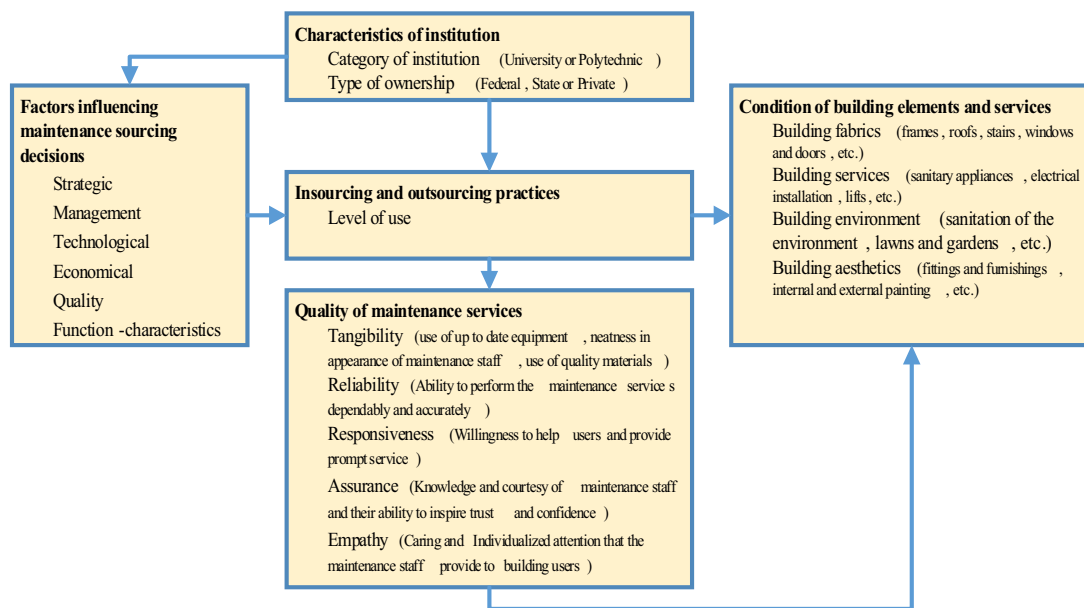 Characteristics of institution
Category of institution (University or Polytechnic )
Type of ownership (Federal , State or Private )
Factors influencing
maintenance sourcing
decisions
Strategic
Management
Technological
Economical
Quality
Function -characteristics
Insourcing and outsourcing practices
Level of use
Quality of maintenance services
Tangibility (use of up to date equipment , neatness in
appearance of maintenance staff , use of quality materials )
Reliability (Ability to perform the maintenance service s
dependably and accurately )
Responsiveness (Willingness to help users and provide
prompt service )
Assurance (Knowledge and courtesy of maintenance staff
and their ability to inspire trust and confidence )
Empathy (Caring and Individualized attention that the
maintenance staff provide to building users )
Condition of building elements and services
Building fabrics (frames , roofs , stairs , windows
and doors , etc.)
Building services (sanitary appliances , electrical
installation , lifts, etc.)
Building environment (sanitation of the
environment , lawns and gardens , etc.)
Building aesthetics (fittings and furnishings ,
internal and external painting , etc.)